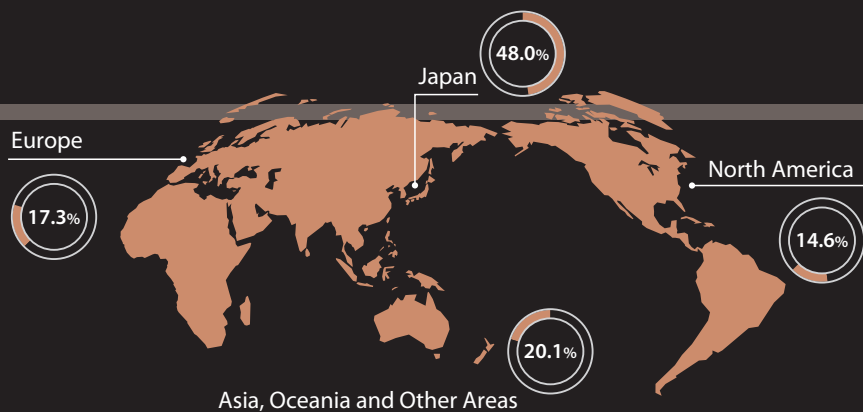 48.0%
Japan
Europe
North America
17.3%
14.6%
20.1%
Asia, Oceania and Other Areas